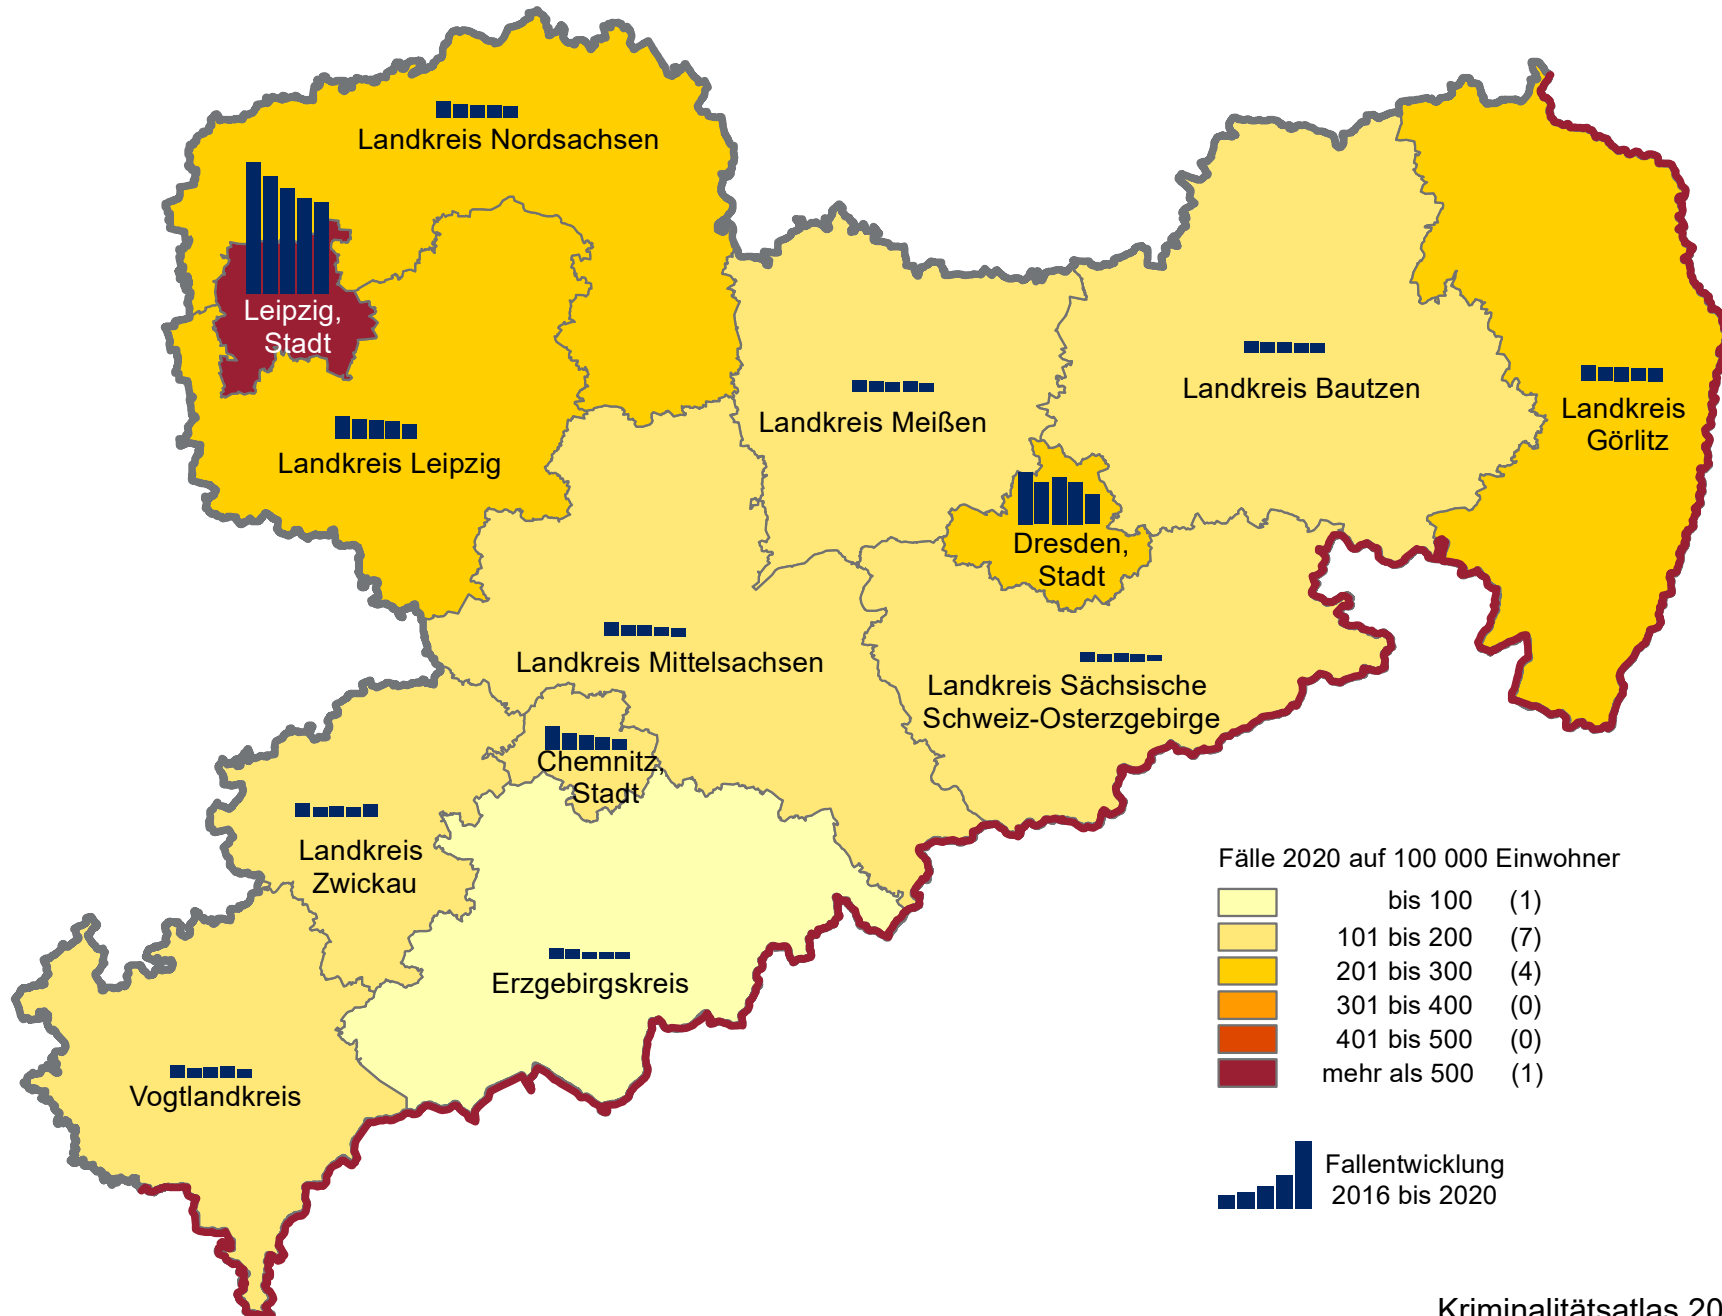 Landkreis Nordsachsen
Leipzig,
Stadt
Landkreis Leipzig
Landkreis Meißen
Landkreis Bautzen
Landkreis
Görlitz
Dresden,
Stadt
Landkreis Mittelsachsen
Landkreis Sächsische
Schweiz-Osterzgebirge
Chemnitz,
Stadt
Landkreis
Zwickau
Erzgebirgskreis
Vogtlandkreis
Fälle 2020 auf 100 000 Einwohner
bis 100 (1)
101 bis 200 (7)
201 bis 300 (4)
301 bis 400 (0)
401 bis 500 (0)
mehr als 500 (1)
Fallentwicklung
2016 bis 2020
Kriminalitätsatlas 20